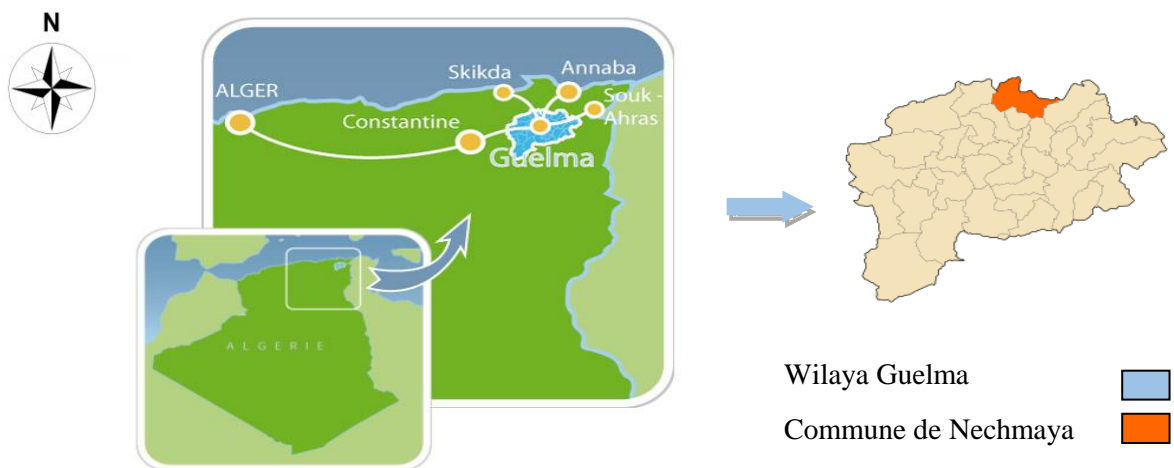 N
Skikda
Annaba
ALGER
Souk -
Ahras
Constantine
Guelma
ALGERIE
Wilaya Guelma
Commune de Nechmaya